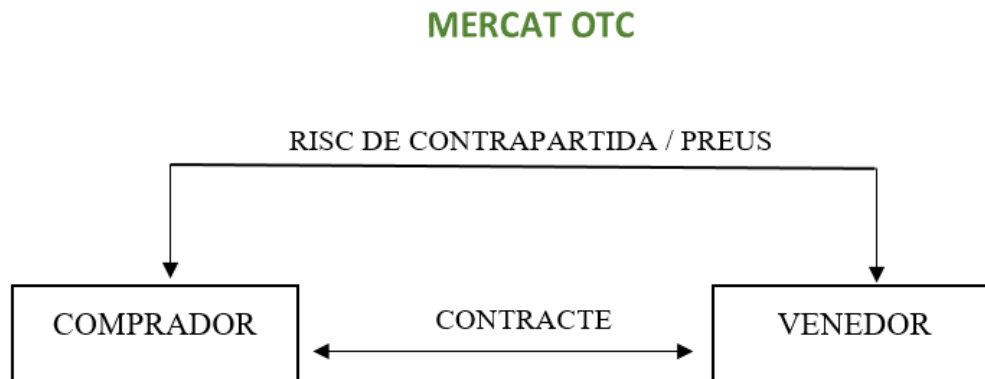 MERCAT OTC
RISC DE CONTRAPARTIDA / PREUS
COMPRADOR
CONTRACTE
VENEDOR